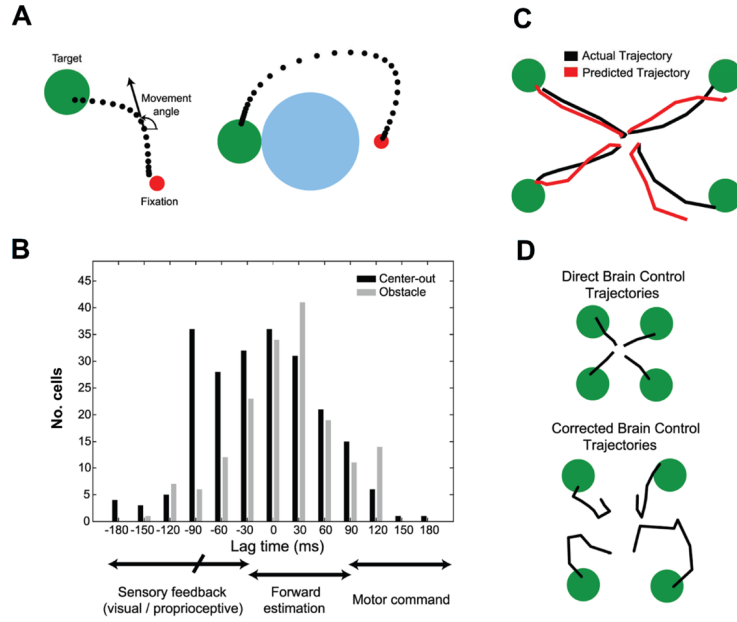 A
Target
Movement
angle
Fixation
B
No. cells
45
40
35
30
25
20
15
10
5
0
Center-out
Obstacle
-180 -150 -120 -90 -60 -30 0 30 60 90 120 150 180
Lag time (ms)
Sensory feedback
(visual / proprioceptive)
Forward
estimation
Motor command
C
Actual Trajectory
Predicted Trajectory
D
Direct Brain Control
Trajectories
Corrected Brain Control
Trajectories